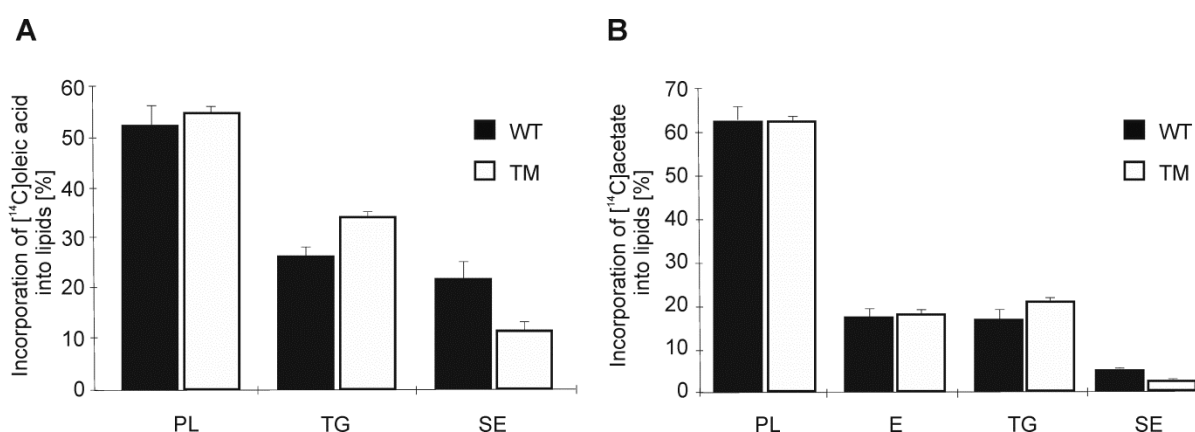 A
Incorporation of [¹⁴C]oleic acid
into lipids [%]
60
50
40
30
20
10
0
WT
TM
PL TG SE
B
Incorporation of [¹⁴C]acetate
into lipids [%]
70
60
50
40
30
20
10
0
WT
TM
PL E TG SE